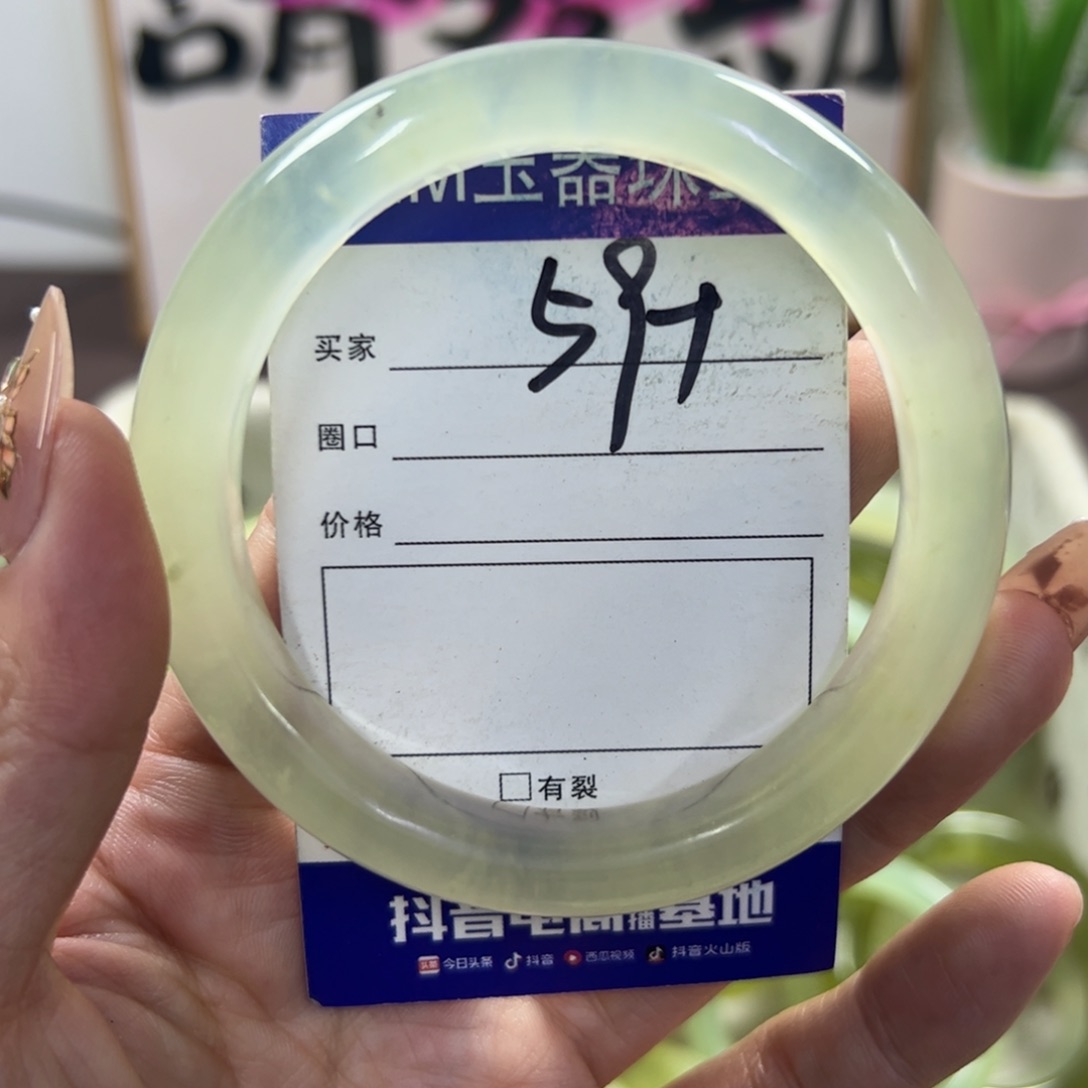 玉器珠
买家
圈口
价格
有裂
抖音电商直播基地
今日头条 抖音 西瓜视频 抖音火山版